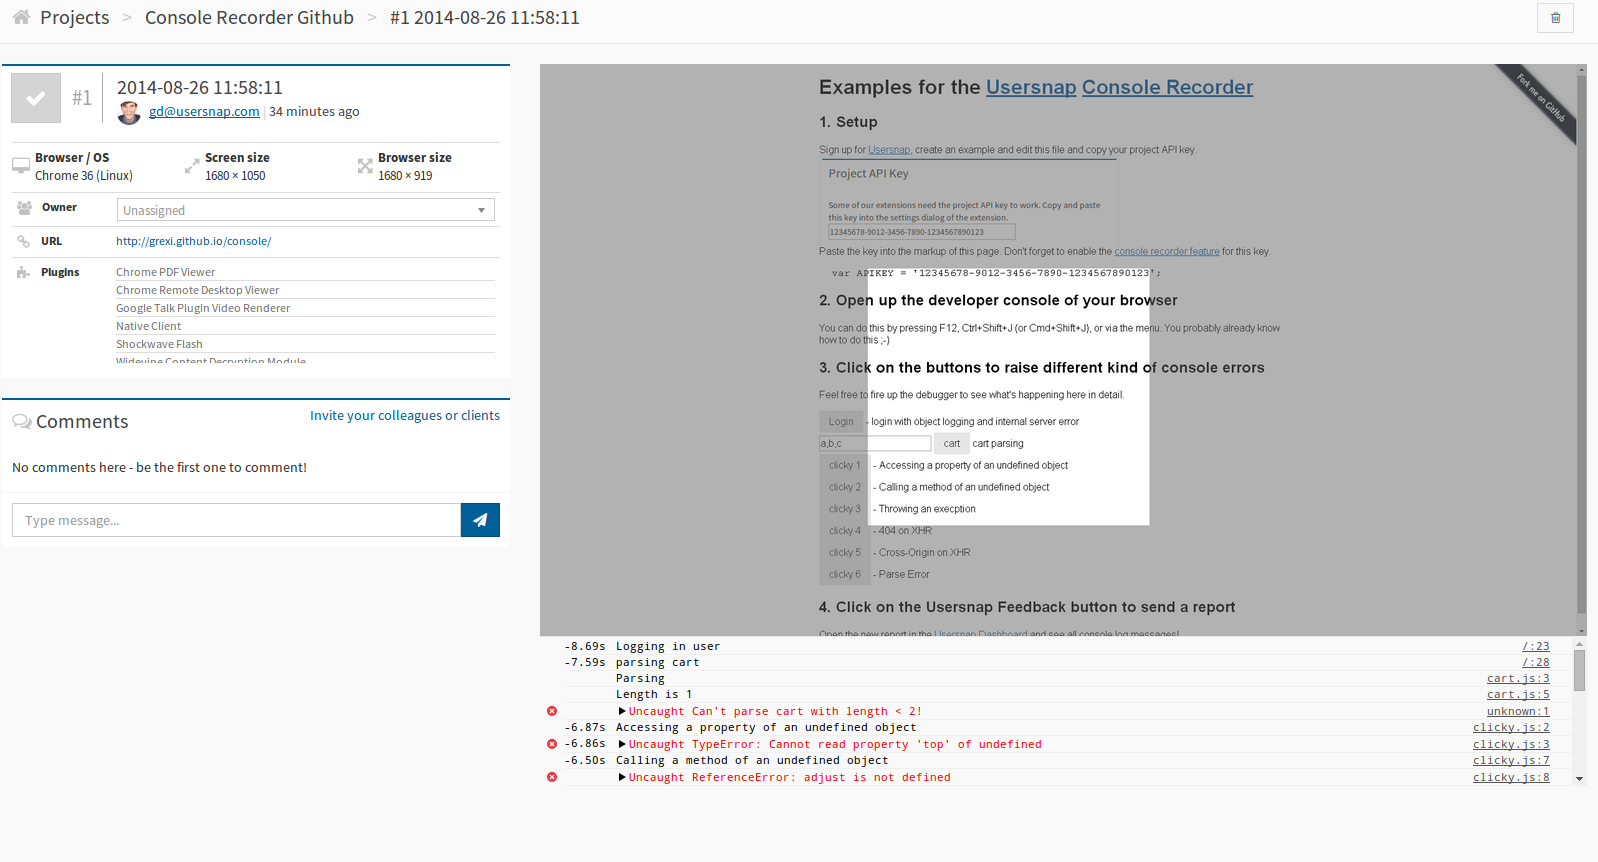 Projects > Console Recorder Github > #1 2014-08-26 11:58:11
#1
2014-08-26 11:58:11
gd@usersnap.com | 34 minutes ago
Browser / OS
Chrome 36 (Linux)
Screen size
1680 × 1050
Browser size
1680 × 919
Owner
Unassigned
URL
http://grexi.github.io/console/
Plugins
Chrome PDF Viewer
Chrome Remote Desktop Viewer
Google Talk Plugin Video Renderer
Native Client
Shockwave Flash
Widevine Content Decryption Module
Comments
Invite your colleagues or clients
No comments here - be the first one to comment!
Type message...
Examples for the Usersnap Console Recorder
Fork me on GitHub
1. Setup
Sign up for Usersnap, create an example and edit this file and copy your project API key.
Project API Key
Some of our extensions need the project API key to work. Copy and paste
this key into the settings dialog of the extension.
12345678-9012-3456-7890-1234567890123
Paste the key into the markup of this page. Don't forget to enable the console recorder feature for this key.
var APIKEY = '12345678-9012-3456-7890-1234567890123';
2. Open up the developer console of your browser
You can do this by pressing F12, Ctrl+Shift+J (or Cmd+Shift+J), or via the menu. You probably already know
how to do this ;-)
3. Click on the buttons to raise different kind of console errors
Feel free to fire up the debugger to see what's happening here in detail.
Login - login with object logging and internal server error
a,b,c cart cart parsing
clicky 1 - Accessing a property of an undefined object
clicky 2 - Calling a method of an undefined object
clicky 3 - Throwing an execption
clicky 4 - 404 on XHR
clicky 5 - Cross-Origin on XHR
clicky 6 - Parse Error
4. Click on the Usersnap Feedback button to send a report
Open the new report in the Usersnap Dashboard and see all console log messages!
-8.69s Logging in user /:23
-7.59s parsing cart /:28
Parsing cart.js:3
Length is 1 cart.js:5
Uncaught Can't parse cart with length < 2! unknown:1
-6.87s Accessing a property of an undefined object clicky.js:2
-6.86s Uncaught TypeError: Cannot read property 'top' of undefined clicky.js:3
-6.50s Calling a method of an undefined object clicky.js:7
Uncaught ReferenceError: adjust is not defined clicky.js:8